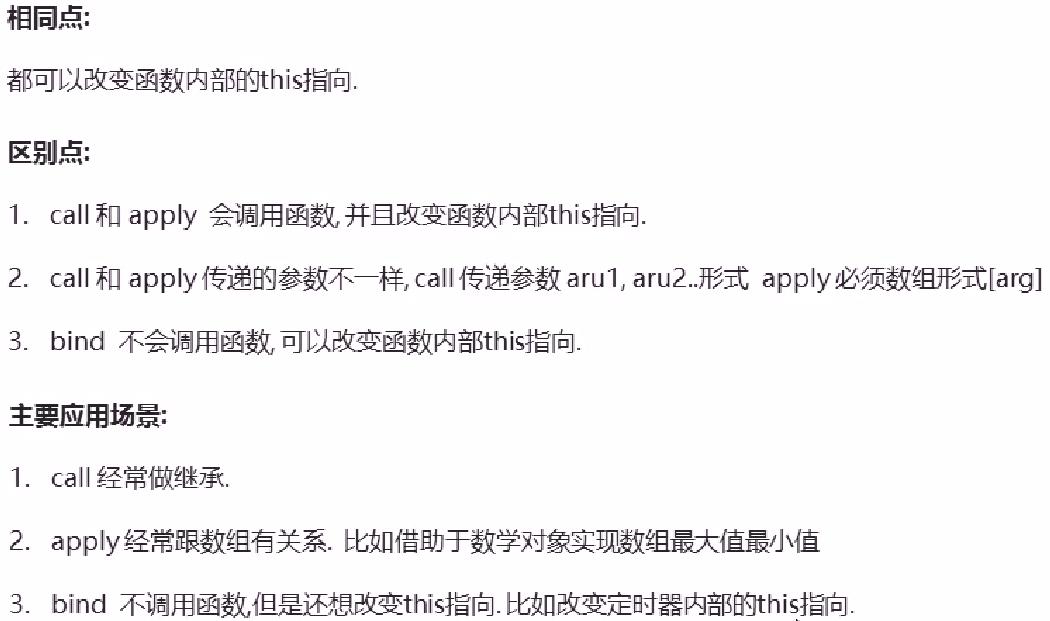 相同点:
都可以改变函数内部的this指向.
区别点:
1. call 和 apply 会调用函数, 并且改变函数内部this指向.
2. call 和 apply 传递的参数不一样, call 传递参数 aru1, aru2..形式 apply 必须数组形式[arg]
3. bind 不会调用函数, 可以改变函数内部this指向.
主要应用场景:
1. call 经常做继承.
2. apply 经常跟数组有关系. 比如借助于数学对象实现数组最大值最小值
3. bind 不调用函数,但是还想改变this指向. 比如改变定时器内部的this指向.